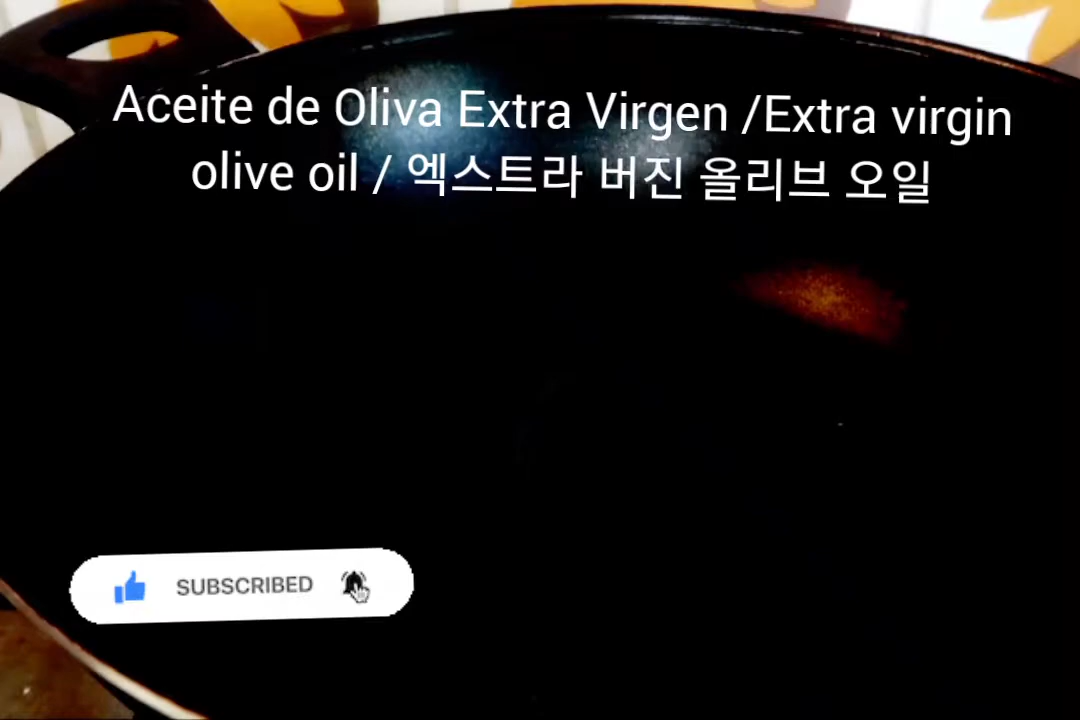 Aceite de Oliva Extra Virgen /Extra virgin
olive oil / 엑스트라 버진 올리브 오일
SUBSCRIBED